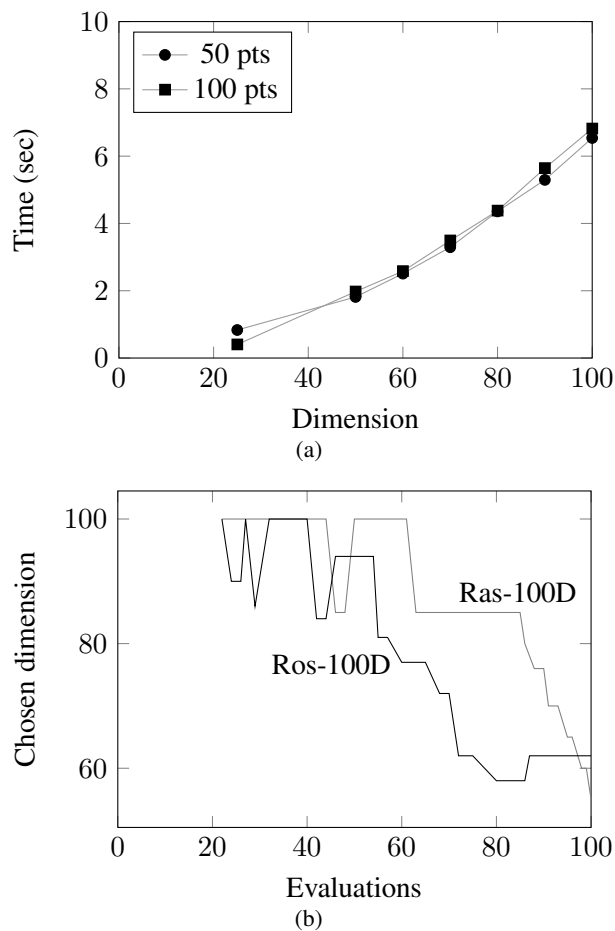 10
8
6
4
2
0
Time (sec)
50 pts
100 pts
0 20 40 60 80 100
Dimension
(a)
100
80
60
Chosen dimension
Ras-100D
Ros-100D
0 20 40 60 80 100
Evaluations
(b)